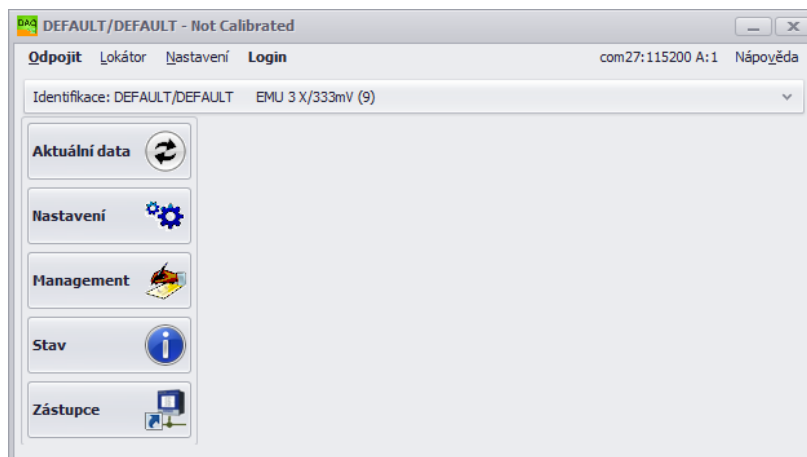 DAQ DEFAULT/DEFAULT - Not Calibrated
Odpojit Lokátor Nastavení Login com27:115200 A:1 Nápověda
Identifikace: DEFAULT/DEFAULT EMU 3 X/333mV (9)
Aktuální data
Nastavení
Management
Stav
Zástupce